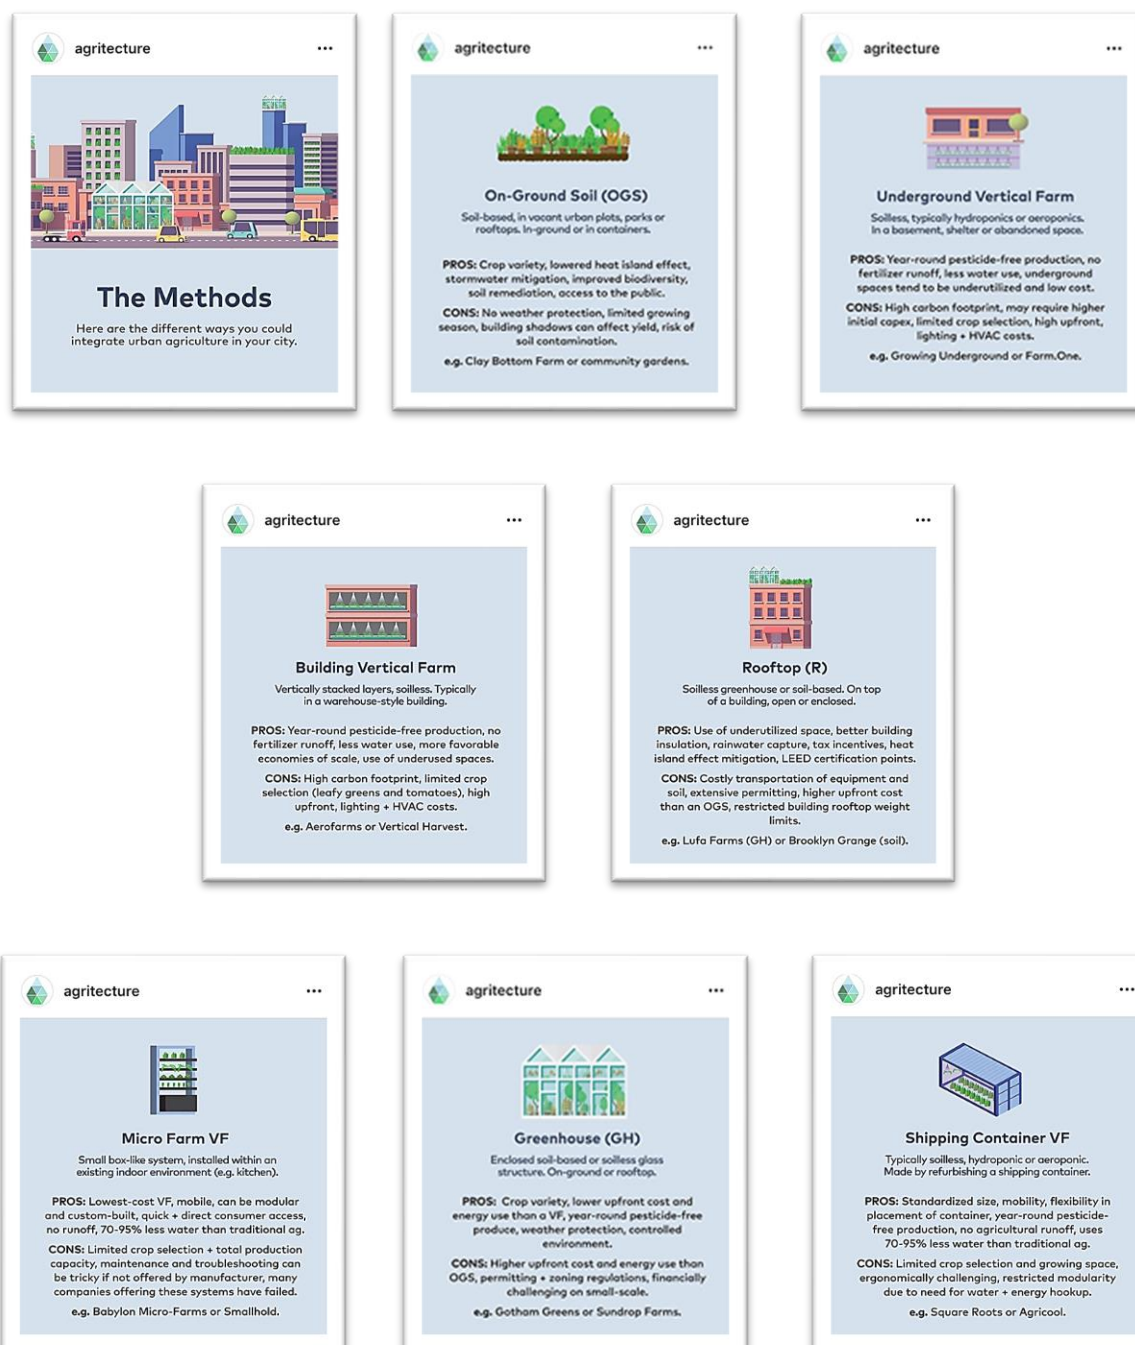 agritecture
...
The Methods
Here are the different ways you could
integrate urban agriculture in your city.
agritecture
...
On-Ground Soil (OGS)
Soil-based, in vacant urban plots, parks or
rooftops. In-ground or in containers.
PROS: Crop variety, lowered heat island effect,
stormwater mitigation, improved biodiversity,
soil remediation, access to the public.
CONS: No weather protection, limited growing
season, building shadows can affect yield, risk of
soil contamination.
e.g. Clay Bottom Farm or community gardens.
agritecture
...
Underground Vertical Farm
Soilless, typically hydroponics or aeroponics.
In a basement, shelter or abandoned space.
PROS: Year-round pesticide-free production, no
fertilizer runoff, less water use, underground
spaces tend to be underutilized and low cost.
CONS: High carbon footprint, may require higher
initial capex, limited crop selection, high upfront,
lighting + HVAC costs.
e.g. Growing Underground or Farm.One.
agritecture
...
Building Vertical Farm
Vertically stacked layers, soilless. Typically
in a warehouse-style building.
PROS: Year-round pesticide-free production, no
fertilizer runoff, less water use, more favorable
economies of scale, use of underused spaces.
CONS: High carbon footprint, limited crop
selection (leafy greens and tomatoes), high
upfront, lighting + HVAC costs.
e.g. Aerofarms or Vertical Harvest.
agritecture
...
Rooftop (R)
Soilless greenhouse or soil-based. On top
of a building, open or enclosed.
PROS: Use of underutilized space, better building
insulation, rainwater capture, tax incentives, heat
island effect mitigation, LEED certification points.
CONS: Costly transportation of equipment and
soil, extensive permitting, higher upfront cost
than an OGS, restricted building rooftop weight
limits.
e.g. Lufa Farms (GH) or Brooklyn Grange (soil).
agritecture
...
Micro Farm VF
Small box-like system, installed within an
existing indoor environment (e.g. kitchen).
PROS: Lowest-cost VF, mobile, can be modular
and custom-built, quick + direct consumer access,
no runoff, 70-95% less water than traditional ag.
CONS: Limited crop selection + total production
capacity, maintenance and troubleshooting can
be tricky if not offered by manufacturer, many
companies offering these systems have failed.
e.g. Babylon Micro-Farms or Smallhold.
agritecture
...
Greenhouse (GH)
Enclosed soil-based or soilless glass
structure. On-ground or rooftop.
PROS: Crop variety, lower upfront cost and
energy use than a VF, year-round pesticide-free
produce, weather protection, controlled
environment.
CONS: Higher upfront cost and energy use than
OGS, permitting + zoning regulations, financially
challenging on small-scale.
e.g. Gotham Greens or Sundrop Farms.
agritecture
...
Shipping Container VF
Typically soilless, hydroponic or aeroponic.
Made by refurbishing a shipping container.
PROS: Standardized size, mobility, flexibility in
placement of container, year-round pesticide-
free production, no agricultural runoff, uses
70-95% less water than traditional ag.
CONS: Limited crop selection and growing space,
ergonomically challenging, restricted modularity
due to need for water + energy hookup.
e.g. Square Roots or Agricool.